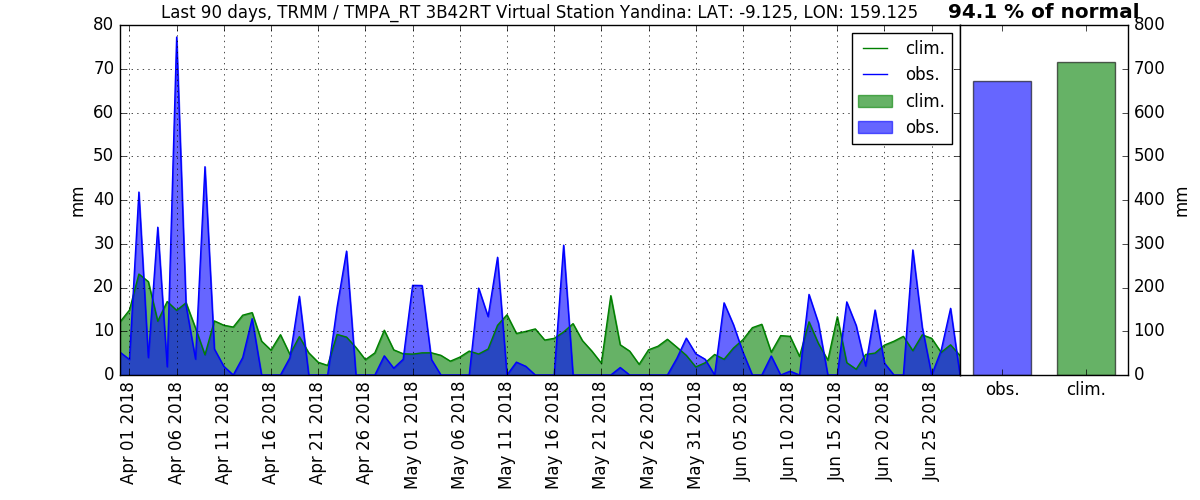 Last 90 days, TRMM / TMPA_RT 3B42RT Virtual Station Yandina: LAT: -9.125, LON: 159.125
94.1 % of normal
80
70
60
50
40
30
20
10
0
mm
clim.
obs.
clim.
obs.
800
700
600
500
400
300
200
100
0
mm
Apr 01 2018
Apr 06 2018
Apr 11 2018
Apr 16 2018
Apr 21 2018
Apr 26 2018
May 01 2018
May 06 2018
May 11 2018
May 16 2018
May 21 2018
May 26 2018
May 31 2018
Jun 05 2018
Jun 10 2018
Jun 15 2018
Jun 20 2018
Jun 25 2018
obs.
clim.